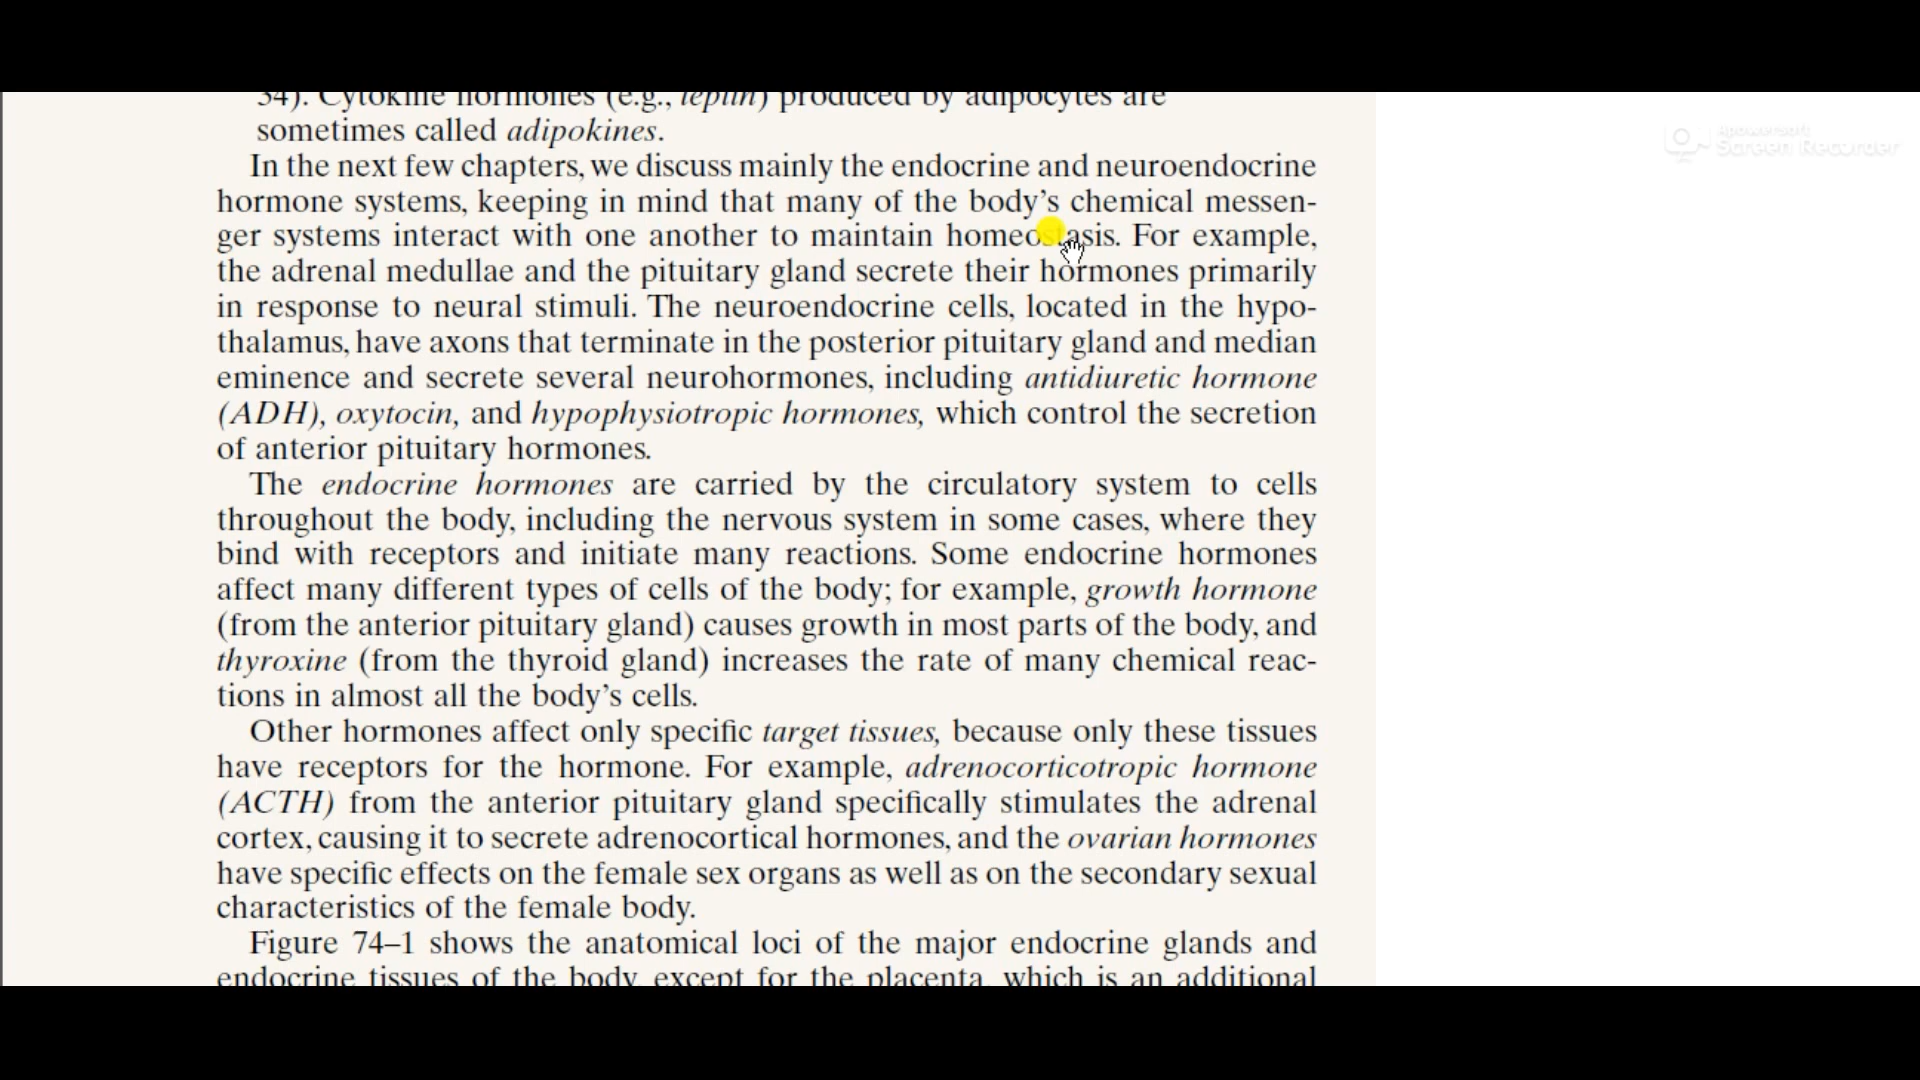 34). Cytokine hormones (e.g., leptin) produced by adipocytes are
sometimes called adipokines.
In the next few chapters, we discuss mainly the endocrine and neuroendocrine
hormone systems, keeping in mind that many of the body's chemical messen-
ger systems interact with one another to maintain homeostasis. For example,
the adrenal medullae and the pituitary gland secrete their hormones primarily
in response to neural stimuli. The neuroendocrine cells, located in the hypo-
thalamus, have axons that terminate in the posterior pituitary gland and median
eminence and secrete several neurohormones, including antidiuretic hormone
(ADH), oxytocin, and hypophysiotropic hormones, which control the secretion
of anterior pituitary hormones.
The endocrine hormones are carried by the circulatory system to cells
throughout the body, including the nervous system in some cases, where they
bind with receptors and initiate many reactions. Some endocrine hormones
affect many different types of cells of the body; for example, growth hormone
(from the anterior pituitary gland) causes growth in most parts of the body, and
thyroxine (from the thyroid gland) increases the rate of many chemical reac-
tions in almost all the body's cells.
Other hormones affect only specific target tissues, because only these tissues
have receptors for the hormone. For example, adrenocorticotropic hormone
(ACTH) from the anterior pituitary gland specifically stimulates the adrenal
cortex, causing it to secrete adrenocortical hormones, and the ovarian hormones
have specific effects on the female sex organs as well as on the secondary sexual
characteristics of the female body.
Figure 74–1 shows the anatomical loci of the major endocrine glands and
endocrine tissues of the body, except for the placenta, which is an additional
Apowersoft
Screen Recorder